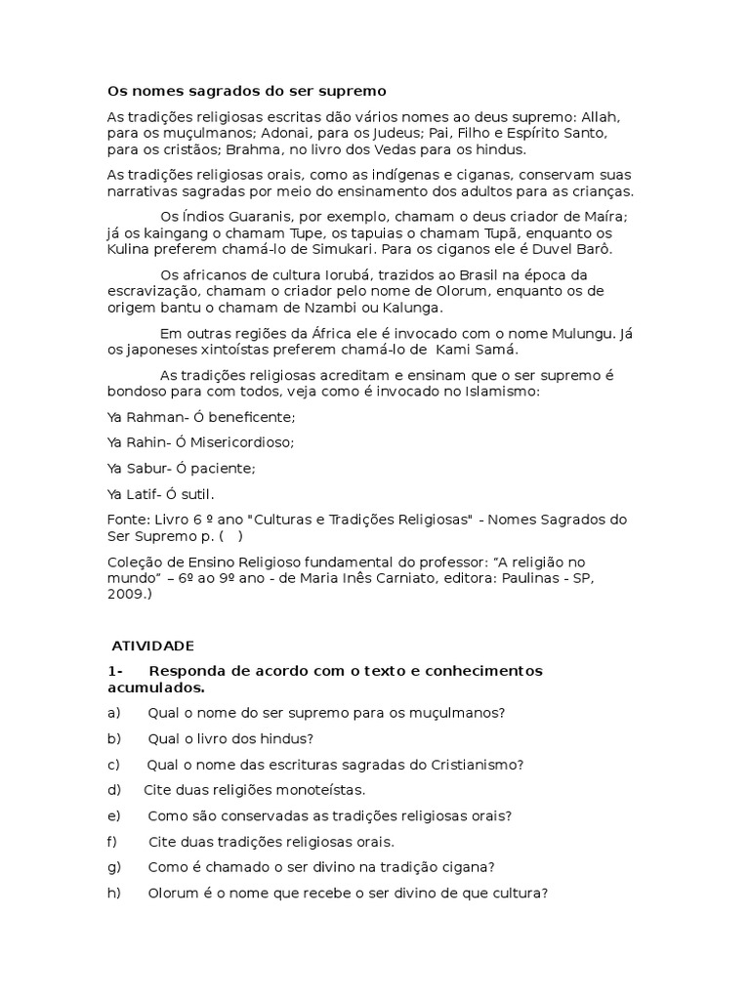 Os nomes sagrados do ser supremo
As tradições religiosas escritas dão vários nomes ao deus supremo: Allah,
para os muçulmanos; Adonai, para os Judeus; Pai, Filho e Espírito Santo,
para os cristãos; Brahma, no livro dos Vedas para os hindus.
As tradições religiosas orais, como as indígenas e ciganas, conservam suas
narrativas sagradas por meio do ensinamento dos adultos para as crianças.
Os Índios Guaranis, por exemplo, chamam o deus criador de Maíra;
já os kaingang o chamam Tupe, os tapuias o chamam Tupã, enquanto os
Kulina preferem chamá-lo de Simukari. Para os ciganos ele é Duvel Barô.
Os africanos de cultura Iorubá, trazidos ao Brasil na época da
escravização, chamam o criador pelo nome de Olorum, enquanto os de
origem bantu o chamam de Nzambi ou Kalunga.
Em outras regiões da África ele é invocado com o nome Mulungu. Já
os japoneses xintoístas preferem chamá-lo de  Kami Samá.
As tradições religiosas acreditam e ensinam que o ser supremo é
bondoso para com todos, veja como é invocado no Islamismo:
Ya Rahman- Ó beneficente;
Ya Rahin- Ó Misericordioso;
Ya Sabur- Ó paciente;
Ya Latif- Ó sutil.
Fonte: Livro 6 º ano "Culturas e Tradições Religiosas" - Nomes Sagrados do
Ser Supremo p. (   )
Coleção de Ensino Religioso fundamental do professor: “A religião no
mundo” – 6º ao 9º ano - de Maria Inês Carniato, editora: Paulinas - SP,
2009.)
ATIVIDADE
1- Responda de acordo com o texto e conhecimentos
acumulados.
a) Qual o nome do ser supremo para os muçulmanos?
b) Qual o livro dos hindus?
c) Qual o nome das escrituras sagradas do Cristianismo?
d) Cite duas religiões monoteístas.
e) Como são conservadas as tradições religiosas orais?
f) Cite duas tradições religiosas orais.
g) Como é chamado o ser divino na tradição cigana?
h) Olorum é o nome que recebe o ser divino de que cultura?